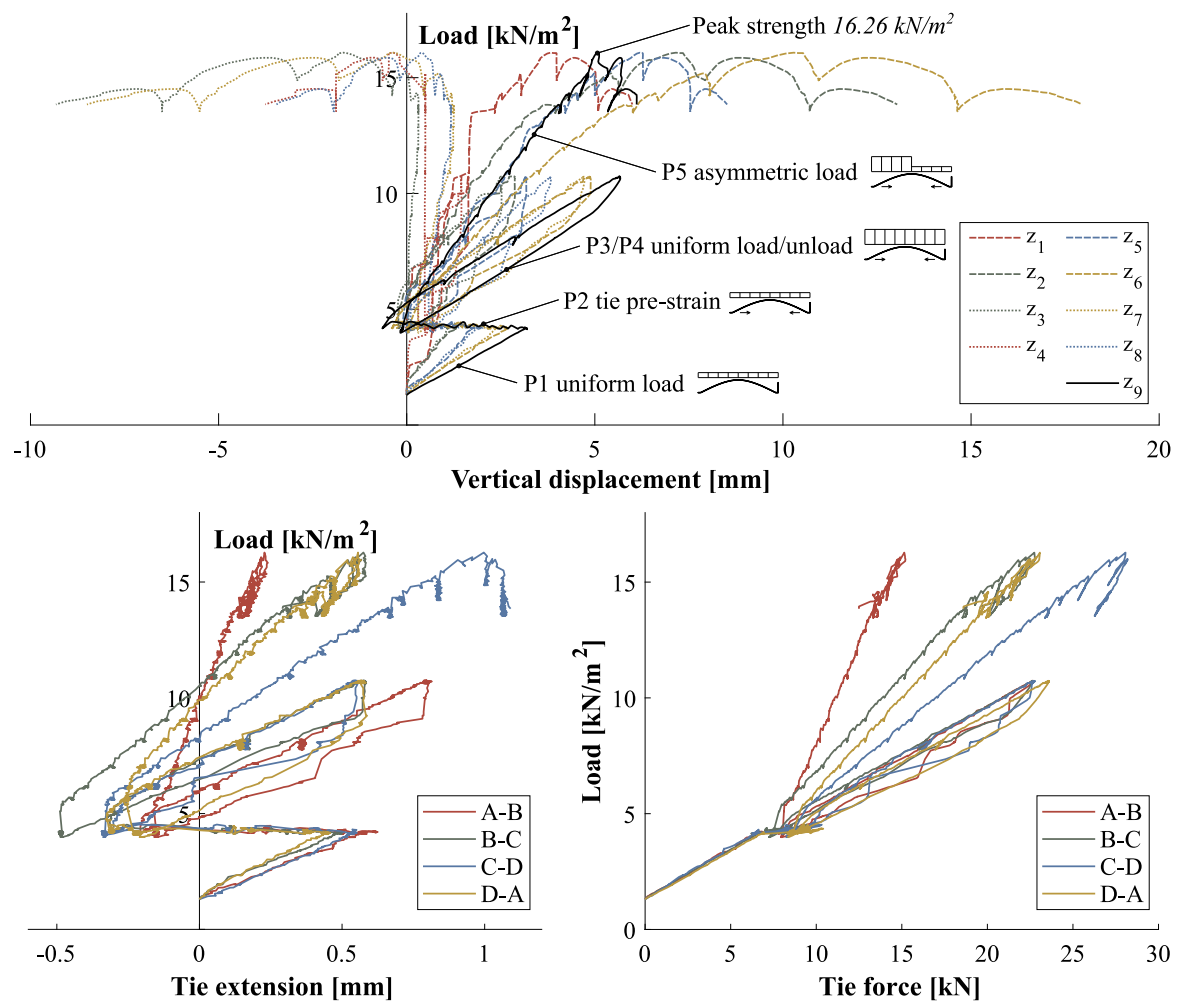 Load [kN/m²]
Peak strength 16.26 kN/m²
15
P5 asymmetric load
10
P3/P4 uniform load/unload
z₁ z₅
z₂ z₆
z₃ z₇
z₄ z₈
z₉
5
P2 tie pre-strain
P1 uniform load
-10 -5 0 5 10 15 20
Vertical displacement [mm]
Load [kN/m²]
15
10
5
A-B
B-C
C-D
D-A
-0.5 0 0.5 1
Tie extension [mm]
Load [kN/m²]
15
10
5
0
A-B
B-C
C-D
D-A
0 5 10 15 20 25 30
Tie force [kN]